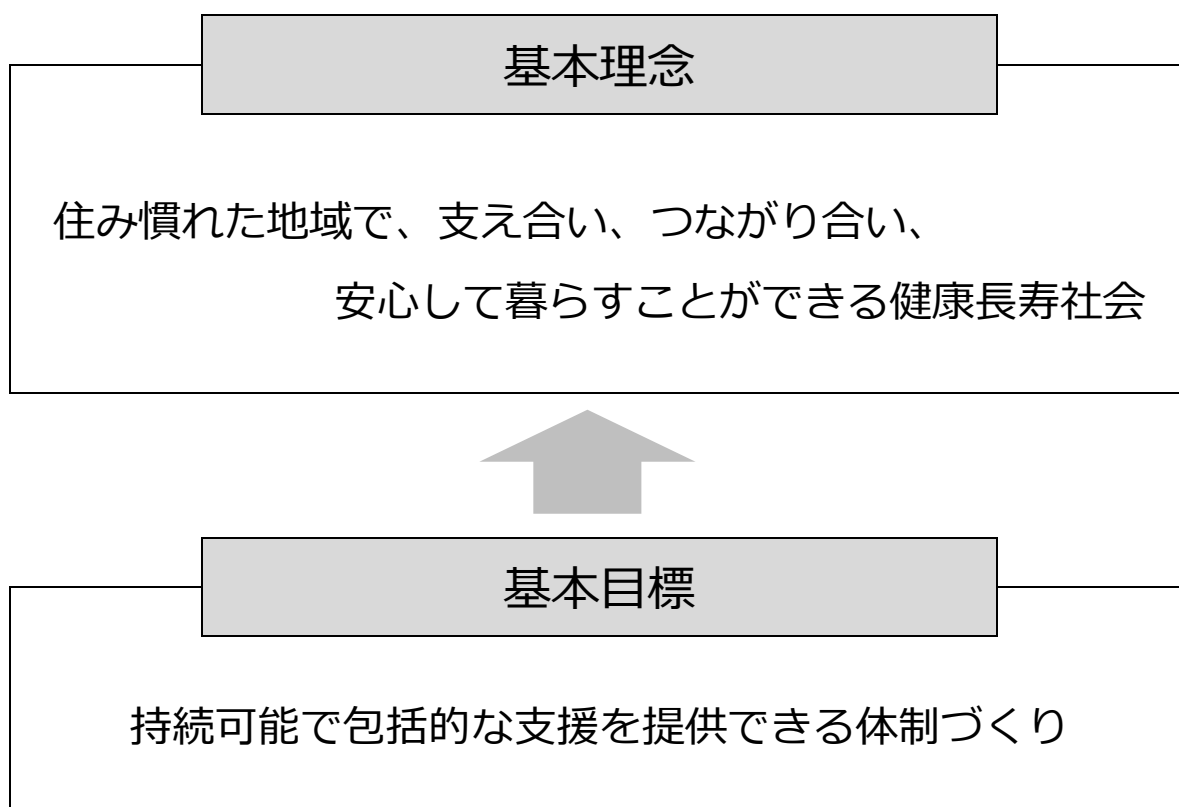 基本理念
住み慣れた地域で、支え合い、つながり合い、
安心して暮らすことができる健康長寿社会
基本目標
持続可能で包括的な支援を提供できる体制づくり